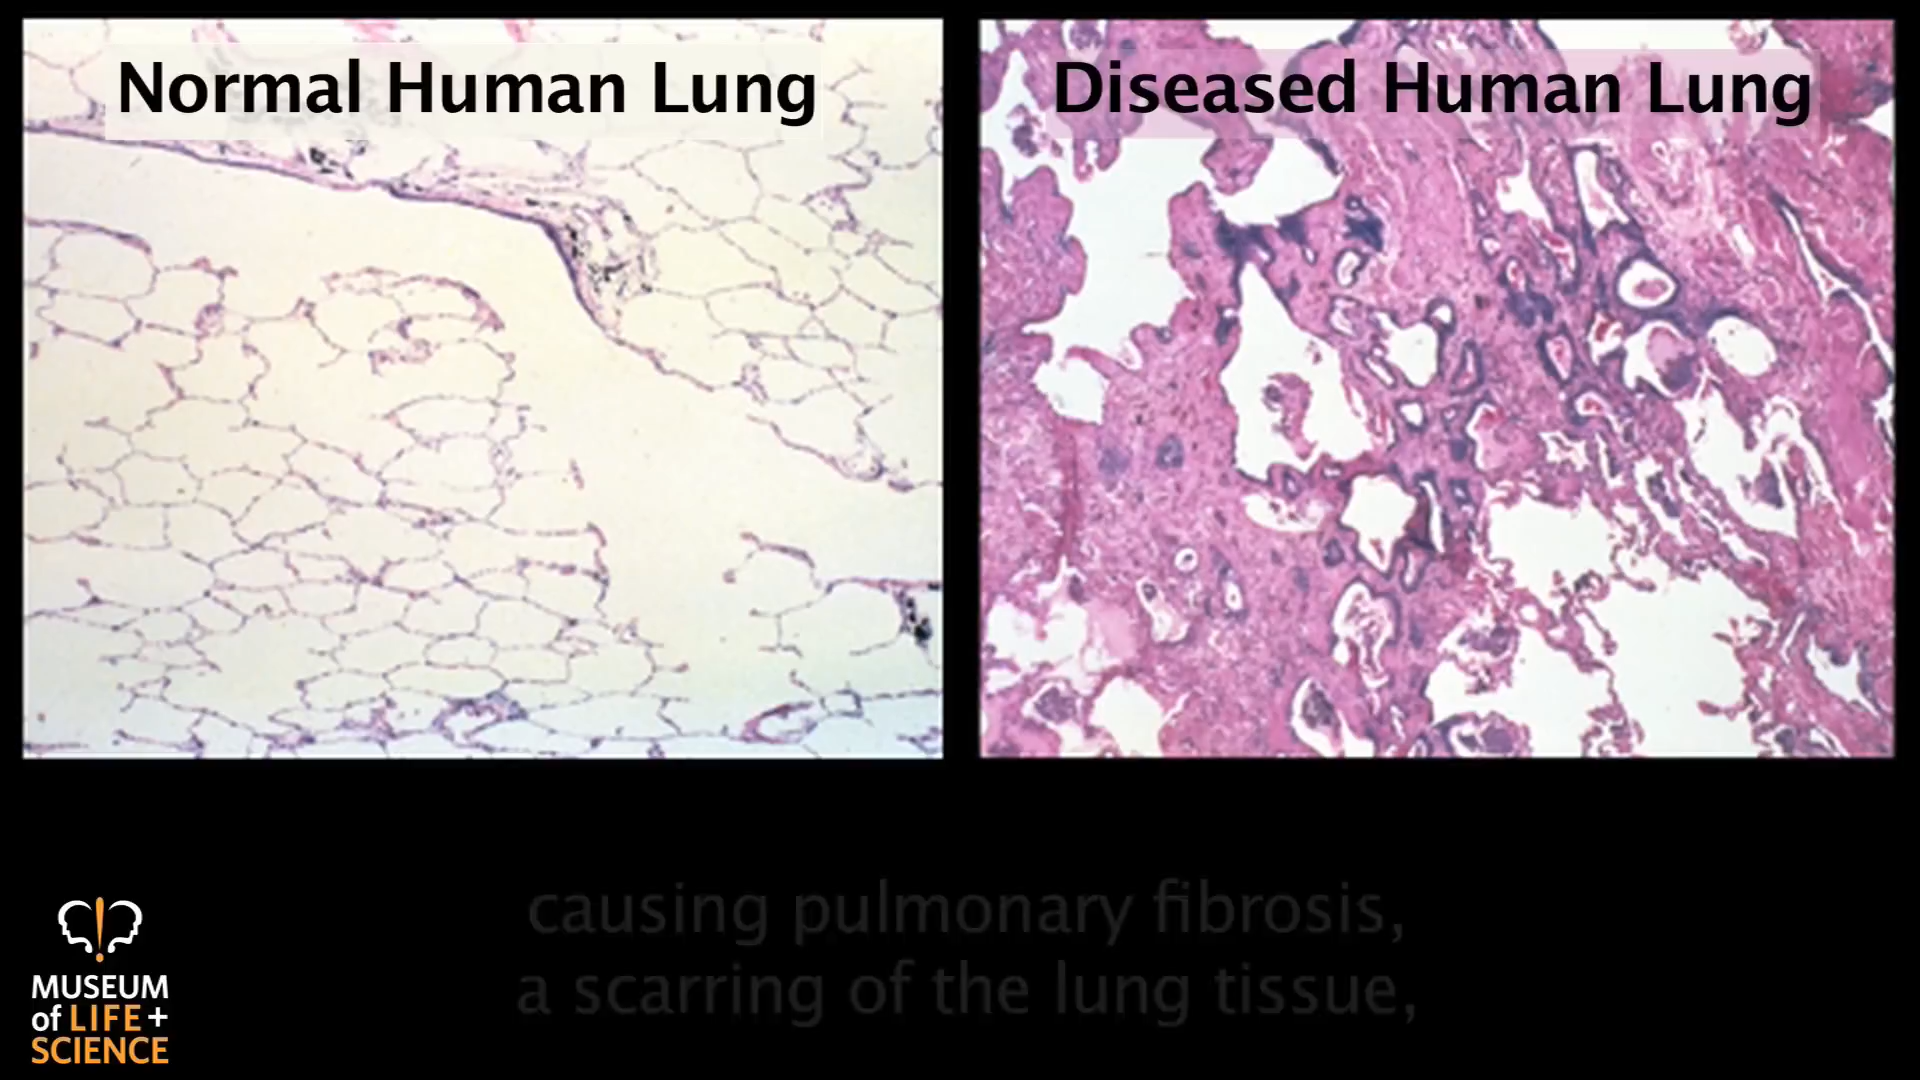 Normal Human Lung
Diseased Human Lung
causing pulmonary fibrosis,
a scarring of the lung tissue,
MUSEUM
of LIFE+
SCIENCE